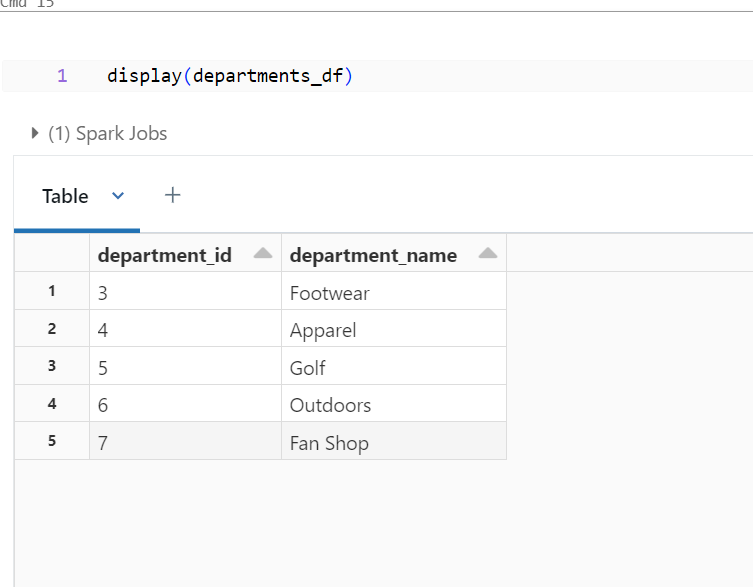 Cmd 15
1 display(departments_df)
(1) Spark Jobs
Table +
department_id department_name
1 3 Footwear
2 4 Apparel
3 5 Golf
4 6 Outdoors
5 7 Fan Shop